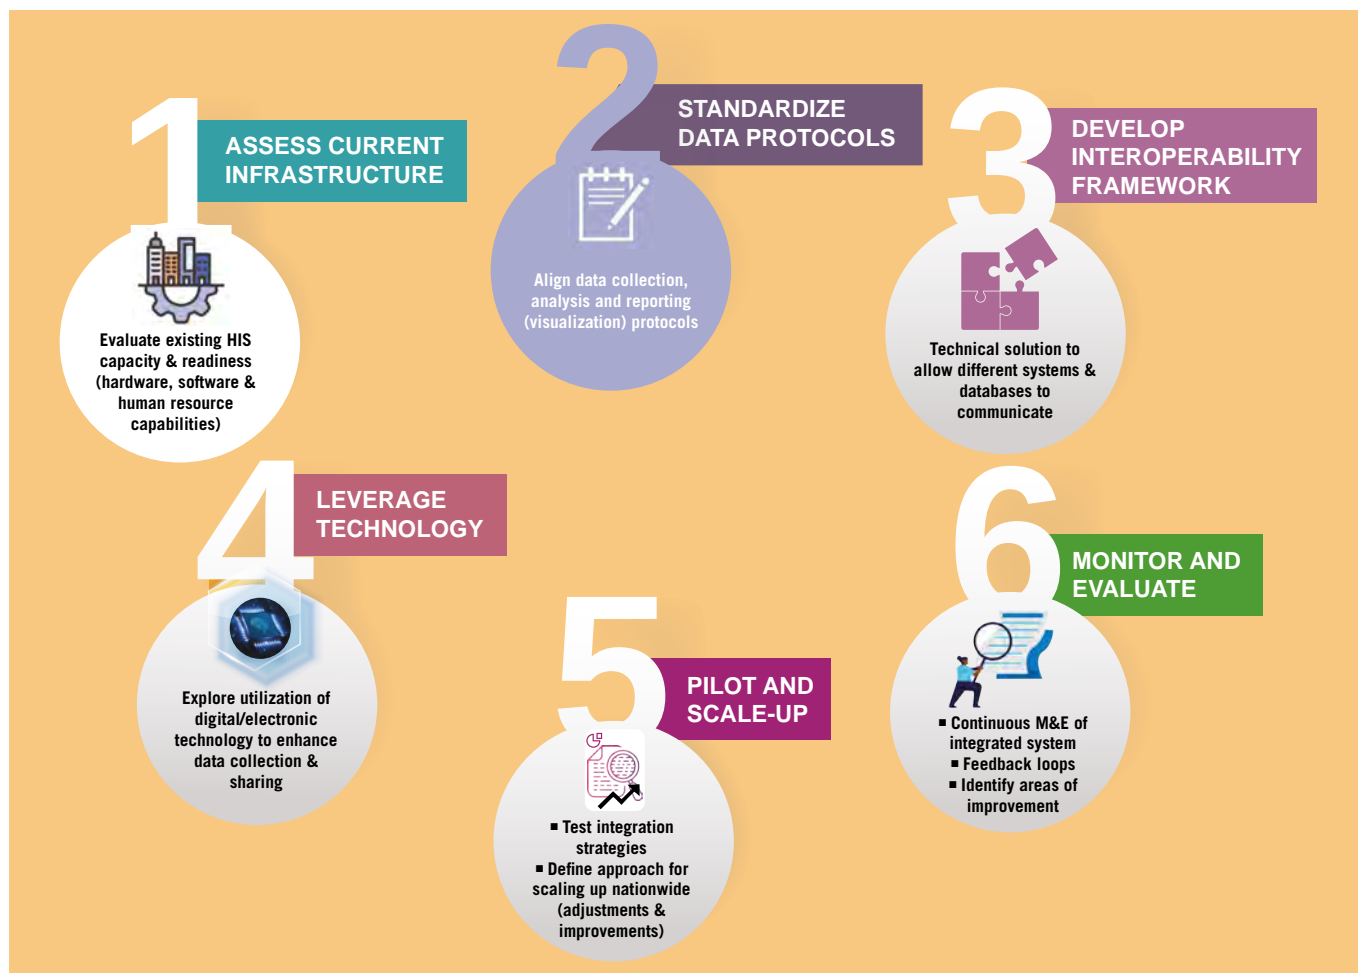 1
ASSESS CURRENT
INFRASTRUCTURE
Evaluate existing HIS
capacity & readiness
(hardware, software &
human resource
capabilities)
2
STANDARDIZE
DATA PROTOCOLS
Align data collection,
analysis and reporting
(visualization) protocols
3
DEVELOP
INTEROPERABILITY
FRAMEWORK
Technical solution to
allow different systems &
databases to
communicate
4
LEVERAGE
TECHNOLOGY
Explore utilization of
digital/electronic
technology to enhance
data collection &
sharing
5
PILOT AND
SCALE-UP
▪ Test integration
strategies
▪ Define approach for
scaling up nationwide
(adjustments &
improvements)
6
MONITOR AND
EVALUATE
▪ Continuous M&E of
integrated system
▪ Feedback loops
▪ Identify areas of
improvement